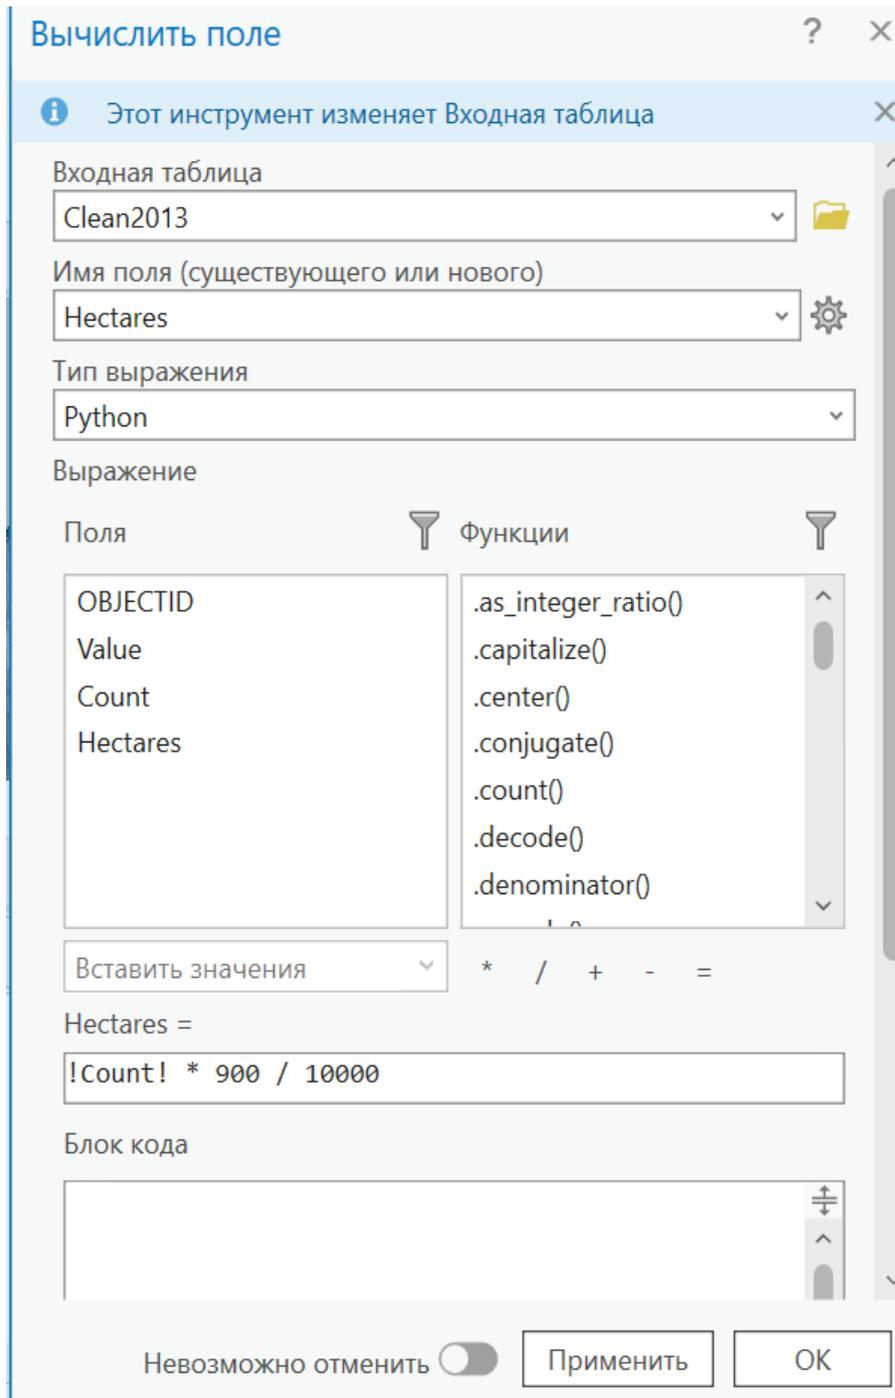 Вычислить поле ? ×
Этот инструмент изменяет Входная таблица ×
Входная таблица
Clean2013
Имя поля (существующего или нового)
Hectares
Тип выражения
Python
Выражение
Поля
Функции
OBJECTID
Value
Count
Hectares
.as_integer_ratio()
.capitalize()
.center()
.conjugate()
.count()
.decode()
.denominator()
Вставить значения
* / + - =
Hectares =
!Count! * 900 / 10000
Блок кода
Невозможно отменить
Применить
OK